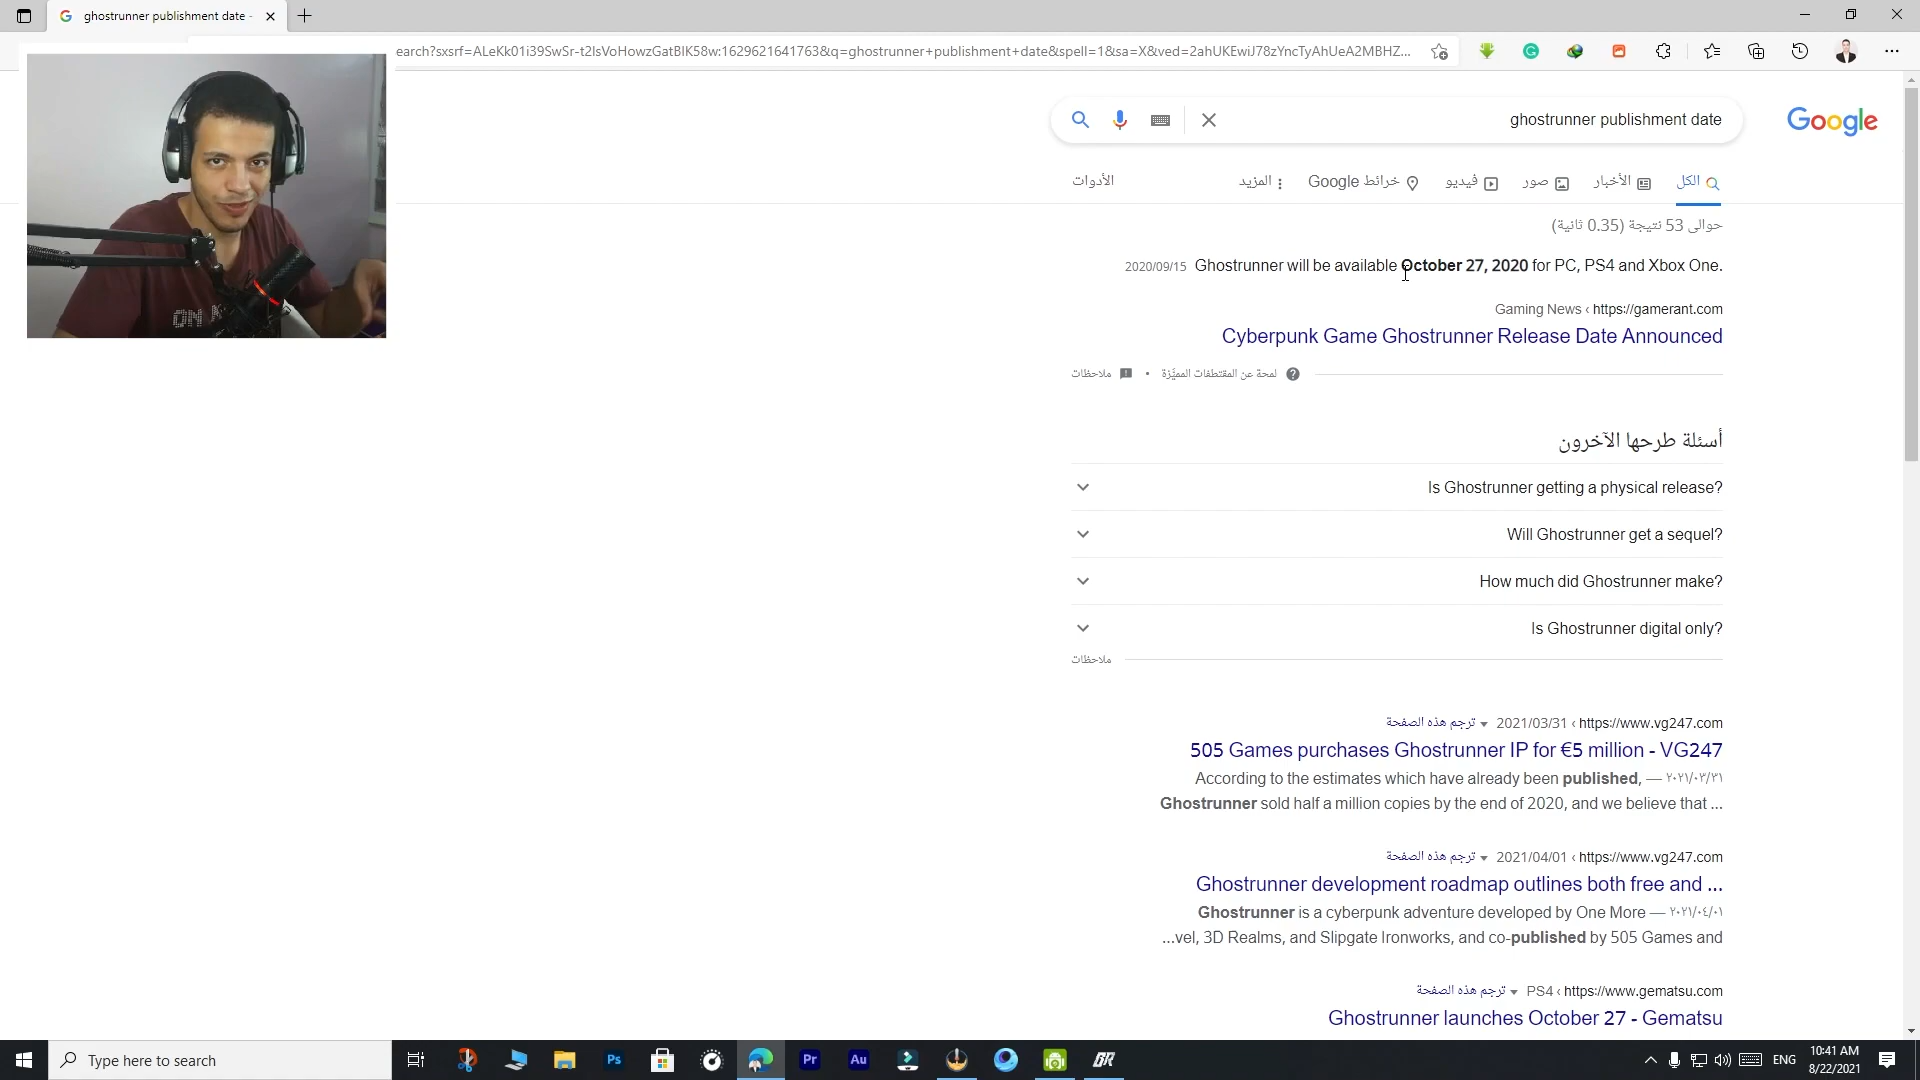 ghostrunner publishment date -
earch?sxsrf=ALeKk01i39SwSr-t2lsVoHowzGatBIK58w:1629621641763&q=ghostrunner+publishment+date&spell=1&sa=X&ved=2ahUKEwiJ78zYncTyAhUeA2MBHZ...
ghostrunner publishment date
Google
الكل
الأخبار
صور
فيديو
خرائط Google
المزيد
الأدوات
حوالى 53 نتيجة (0.35 ثانية)
2020/09/15 Ghostrunner will be available October 27, 2020 for PC, PS4 and Xbox One.
Gaming News ‹ https://gamerant.com
Cyberpunk Game Ghostrunner Release Date Announced
لمحة عن المقتطفات المميَّزة • ملاحظات
أسئلة طرحها الآخرون
Is Ghostrunner getting a physical release?
Will Ghostrunner get a sequel?
How much did Ghostrunner make?
Is Ghostrunner digital only?
ملاحظات
ترجم هذه الصفحة 2021/03/31 ‹ https://www.vg247.com
505 Games purchases Ghostrunner IP for €5 million - VG247
According to the estimates which have already been published, — ٢٠٢١/٠٣/٣١
Ghostrunner sold half a million copies by the end of 2020, and we believe that ...
ترجم هذه الصفحة 2021/04/01 ‹ https://www.vg247.com
Ghostrunner development roadmap outlines both free and ...
Ghostrunner is a cyberpunk adventure developed by One More — ٢٠٢١/٠٤/٠١
...vel, 3D Realms, and Slipgate Ironworks, and co-published by 505 Games and
ترجم هذه الصفحة PS4 ‹ https://www.gematsu.com
Ghostrunner launches October 27 - Gematsu
Type here to search
Ps
Pr
Au
ENG
10:41 AM
8/22/2021